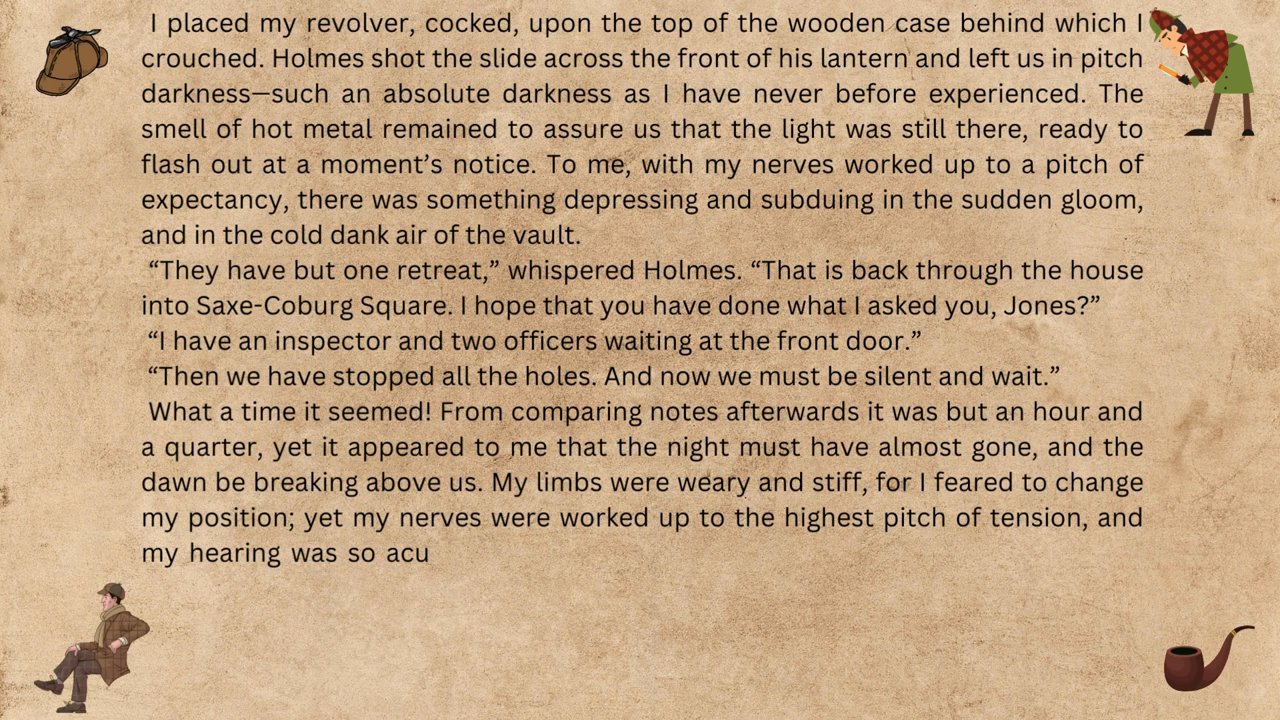 I placed my revolver, cocked, upon the top of the wooden case behind which I
crouched. Holmes shot the slide across the front of his lantern and left us in pitch
darkness—such an absolute darkness as I have never before experienced. The
smell of hot metal remained to assure us that the light was still there, ready to
flash out at a moment’s notice. To me, with my nerves worked up to a pitch of
expectancy, there was something depressing and subduing in the sudden gloom,
and in the cold dank air of the vault.
“They have but one retreat,” whispered Holmes. “That is back through the house
into Saxe-Coburg Square. I hope that you have done what I asked you, Jones?”
“I have an inspector and two officers waiting at the front door.”
“Then we have stopped all the holes. And now we must be silent and wait.”
What a time it seemed! From comparing notes afterwards it was but an hour and
a quarter, yet it appeared to me that the night must have almost gone, and the
dawn be breaking above us. My limbs were weary and stiff, for I feared to change
my position; yet my nerves were worked up to the highest pitch of tension, and
my hearing was so acu